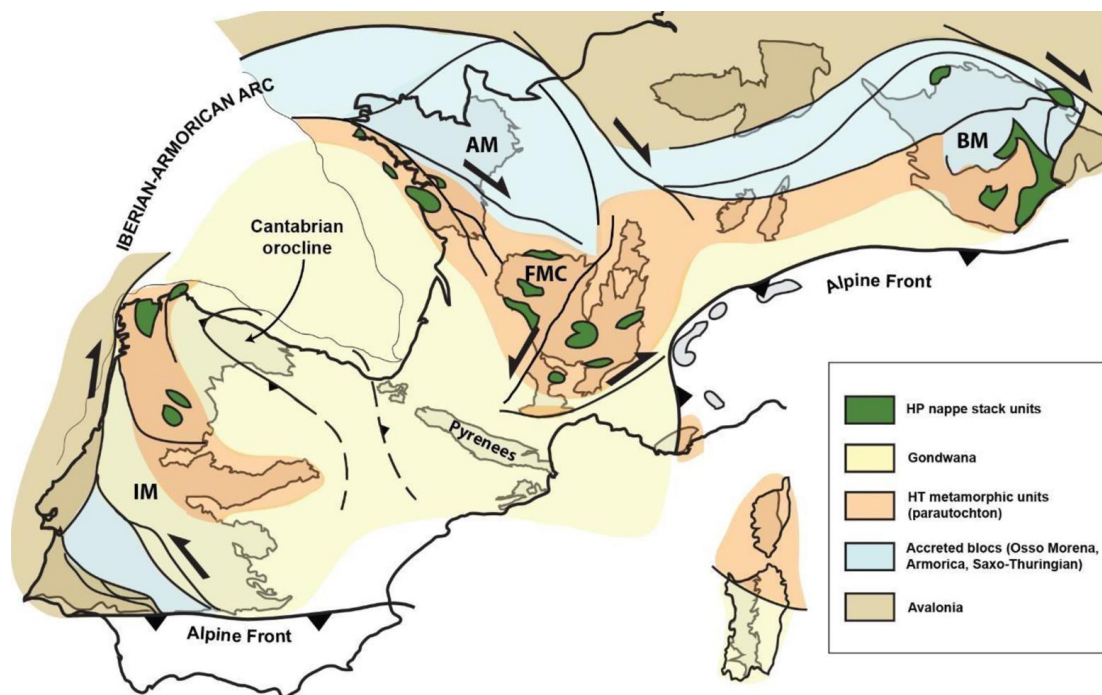 IBERIAN-ARMORICAN ARC
AM
BM
Cantabrian
orocline
FMC
Alpine Front
Pyrenees
IM
Alpine Front
HP nappe stack units
Gondwana
HT metamorphic units
(parautochton)
Accreted blocs (Osso Morena,
Armorica, Saxo-Thuringian)
Avalonia